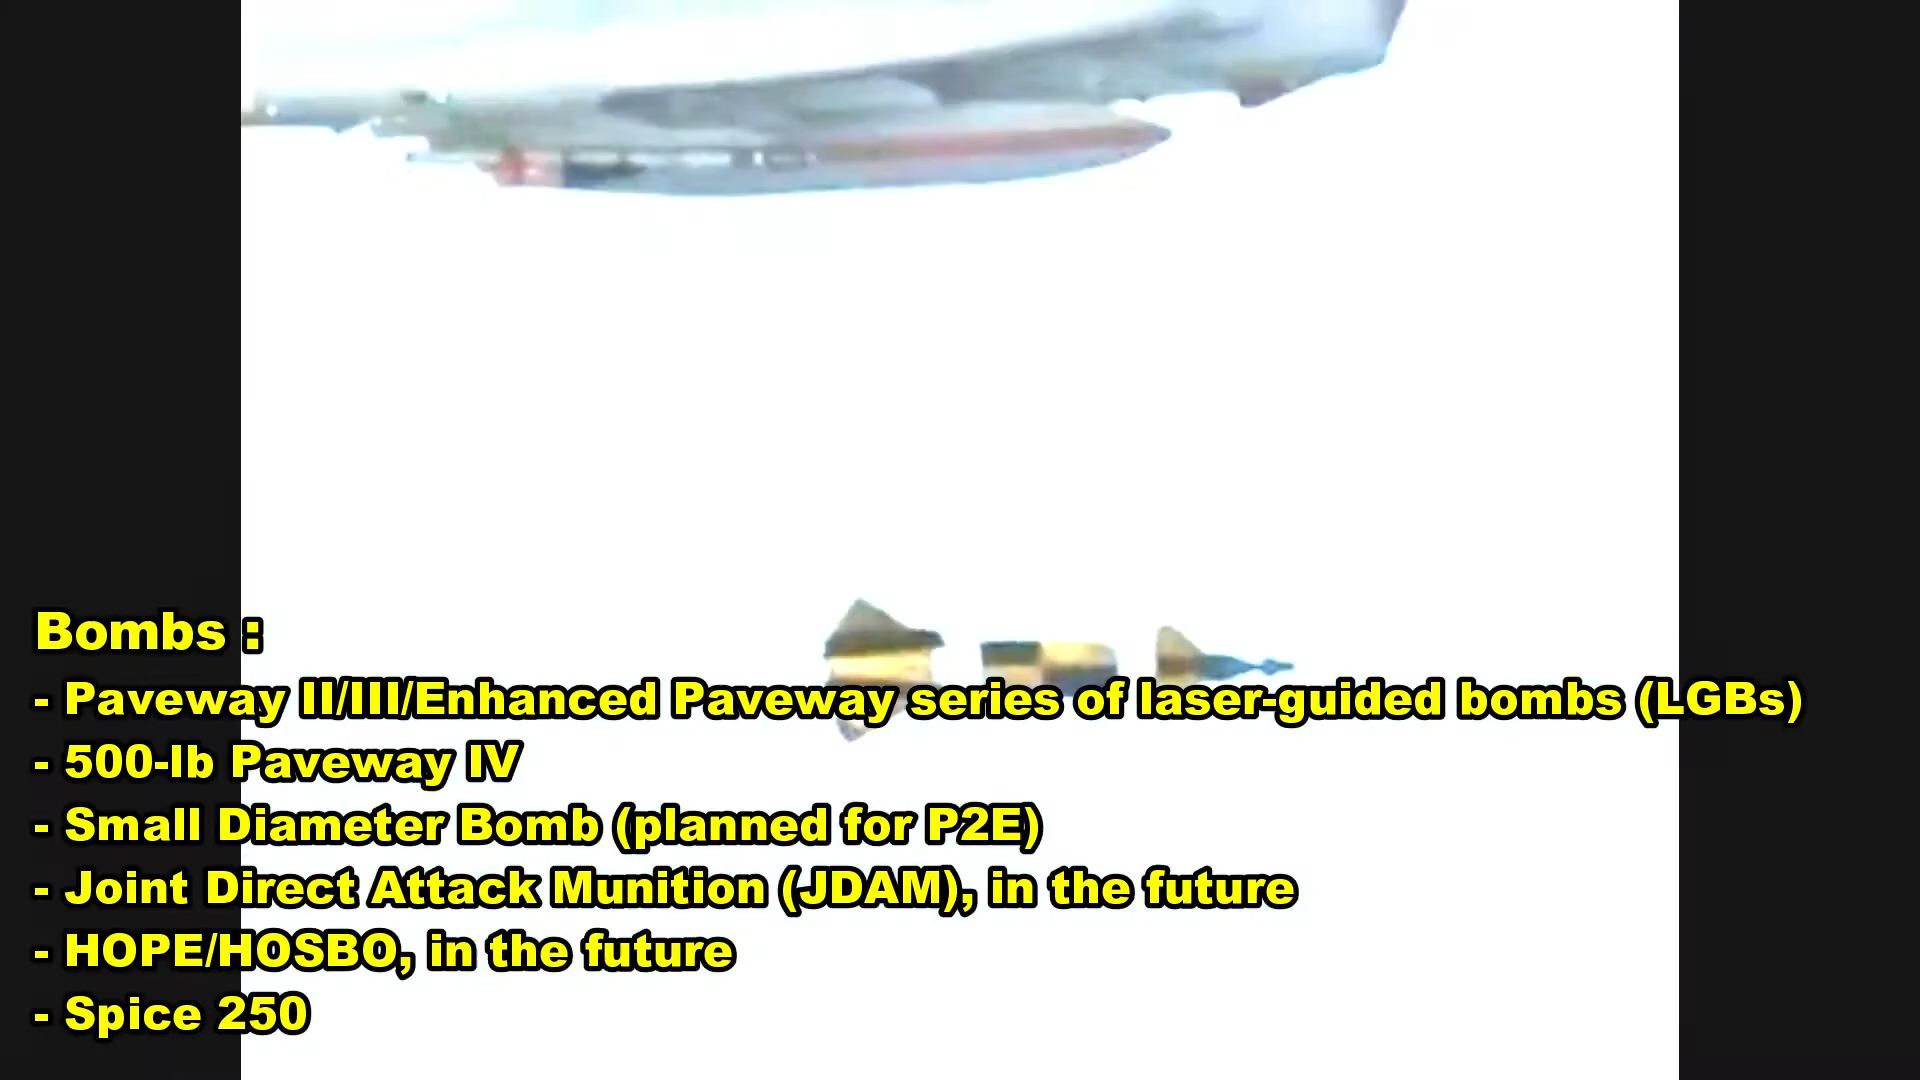 Bombs :
- Paveway II/III/Enhanced Paveway series of laser-guided bombs (LGBs)
- 500-lb Paveway IV
- Small Diameter Bomb (planned for P2E)
- Joint Direct Attack Munition (JDAM), in the future
- HOPE/HOSBO, in the future
- Spice 250